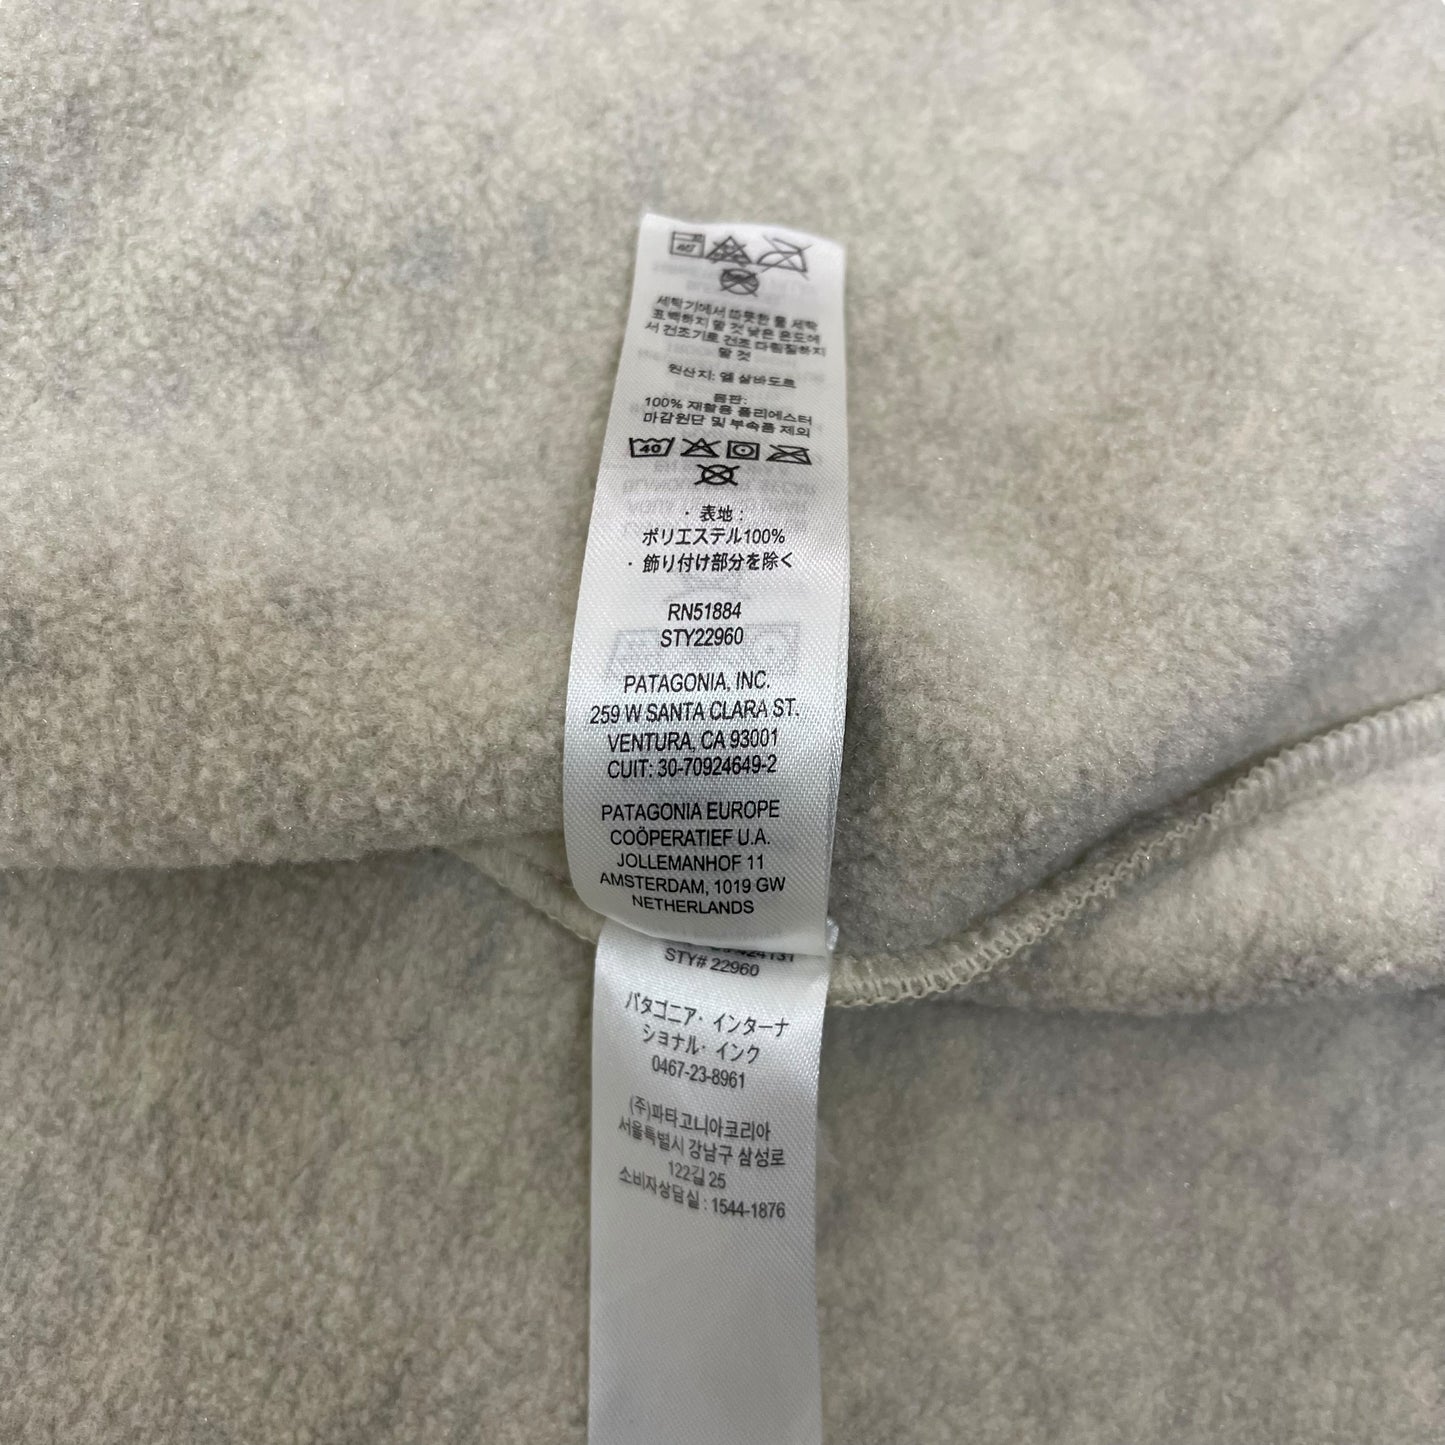 세탁기에서 따뜻한 물 세탁
표백하지 말 것 낮은 온도에
서 건조기로 건조 다림질하지
말 것
원산지: 엘 살바도르
몸판:
100% 재활용 폴리에스터
마감원단 및 부속품 제의
40
・表地 :
ポリエステル100%
・飾り付け部分を除く
RN51884
STY22960
PATAGONIA, INC.
259 W SANTA CLARA ST.
VENTURA, CA 93001
CUIT: 30-70924649-2
PATAGONIA EUROPE
COÖPERATIEF U.A.
JOLLEMANHOF 11
AMSTERDAM, 1019 GW
NETHERLANDS
STY# 22960
パタゴニア・インターナ
ショナル・インク
0467-23-8961
(주)파타고니아코리아
서울특별시 강남구 삼성로
122길 25
소비자상담실 : 1544-1876